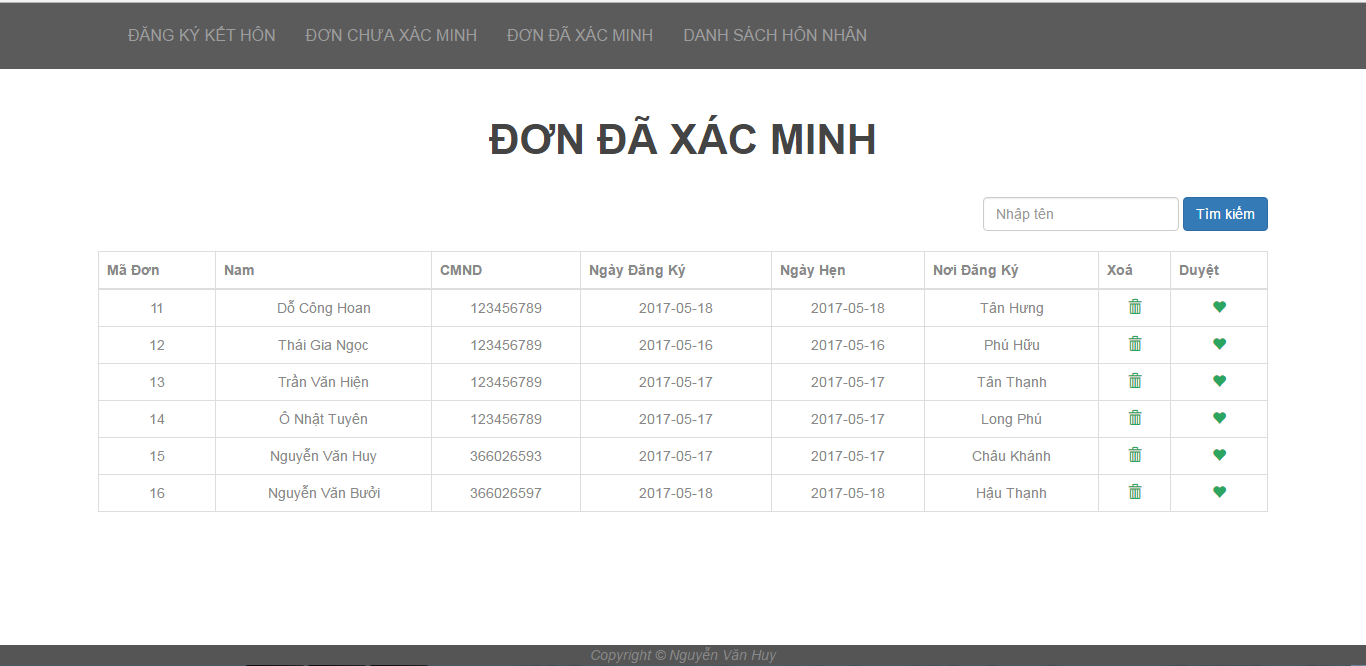 ĐĂNG KÝ KẾT HÔN ĐƠN CHƯA XÁC MINH ĐƠN ĐÃ XÁC MINH DANH SÁCH HÔN NHÂN
ĐƠN ĐÃ XÁC MINH
Nhập tên Tìm kiếm
Mã Đơn Nam CMND Ngày Đăng Ký Ngày Hẹn Nơi Đăng Ký Xoá Duyệt
11 Dỗ Công Hoan 123456789 2017-05-18 2017-05-18 Tân Hưng
12 Thái Gia Ngọc 123456789 2017-05-16 2017-05-16 Phú Hữu
13 Trần Văn Hiện 123456789 2017-05-17 2017-05-17 Tân Thạnh
14 Ô Nhật Tuyên 123456789 2017-05-17 2017-05-17 Long Phú
15 Nguyễn Văn Huy 366026593 2017-05-17 2017-05-17 Châu Khánh
16 Nguyễn Văn Bưởi 366026597 2017-05-18 2017-05-18 Hậu Thạnh
Copyright © Nguyễn Văn Huy